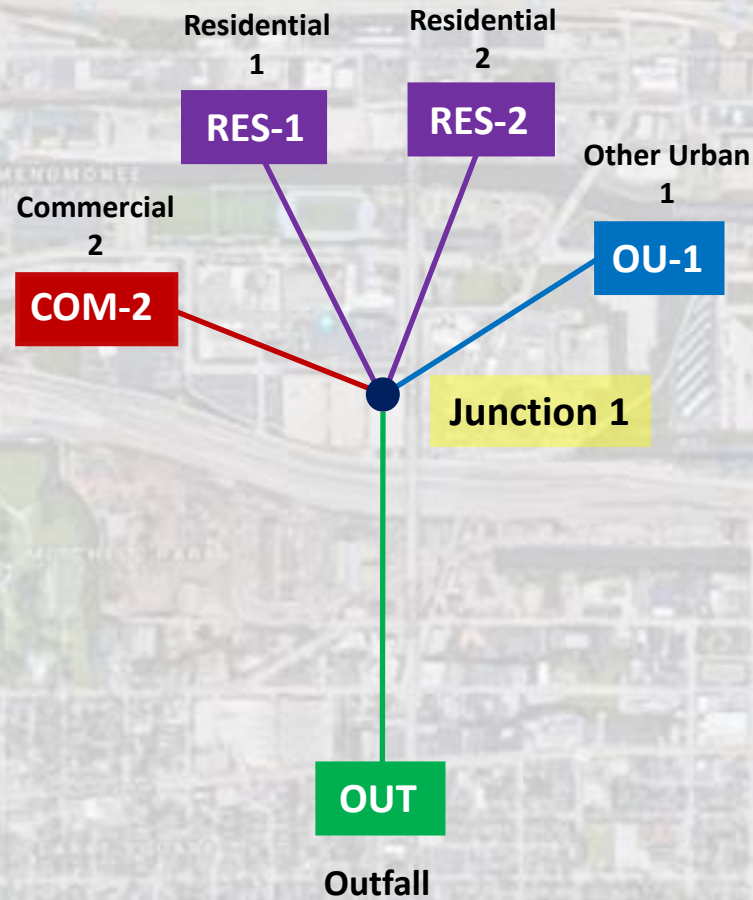 Residential
1
Residential
2
RES-1
RES-2
Other Urban
1
Commercial
2
OU-1
COM-2
Junction 1
OUT
Outfall